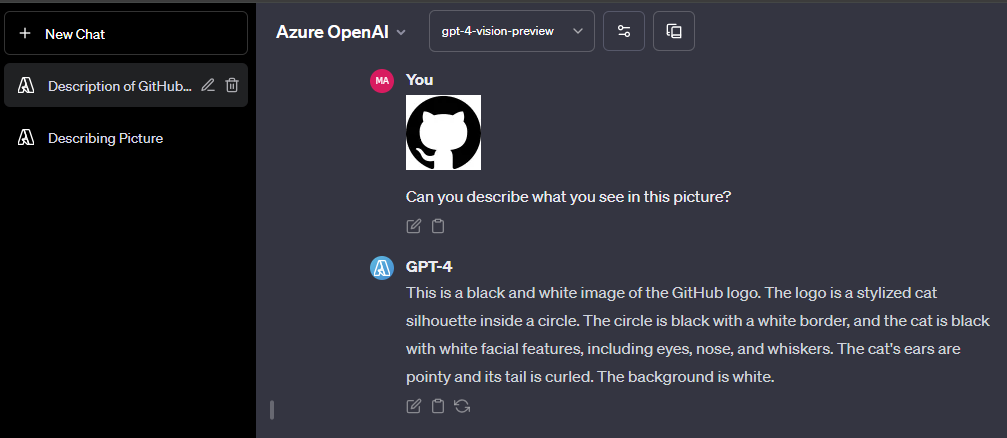 New Chat
Description of GitHub...
Describing Picture
Azure OpenAI
gpt-4-vision-preview
MA
You
Can you describe what you see in this picture?
GPT-4
This is a black and white image of the GitHub logo. The logo is a stylized cat
silhouette inside a circle. The circle is black with a white border, and the cat is black
with white facial features, including eyes, nose, and whiskers. The cat's ears are
pointy and its tail is curled. The background is white.